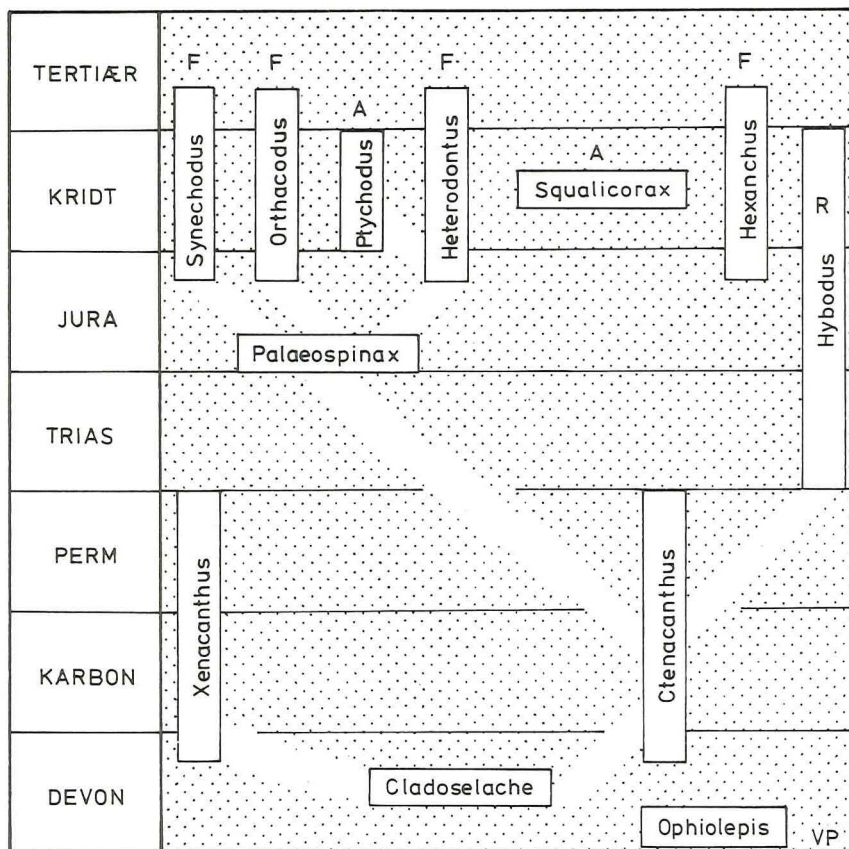 TERTIÆR
F
F
A
F
F
KRIDT
Synechodus
Orthacodus
Ptychodus
Heterodontus
A
Squalicorax
Hexanchus
R
Hybodus
JURA
Palaeospinax
TRIAS
PERM
Xenacanthus
Ctenacanthus
KARBON
DEVON
Cladoselache
Ophiolepis
VP